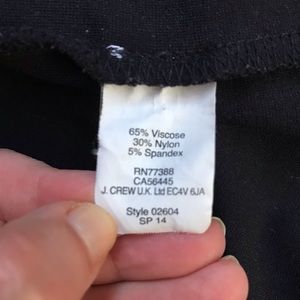 65% Viscose
30% Nylon
5% Spandex
RN77388
CA56445
J. CREW U.K. Ltd EC4V 6JA
Style 02604
SP 14